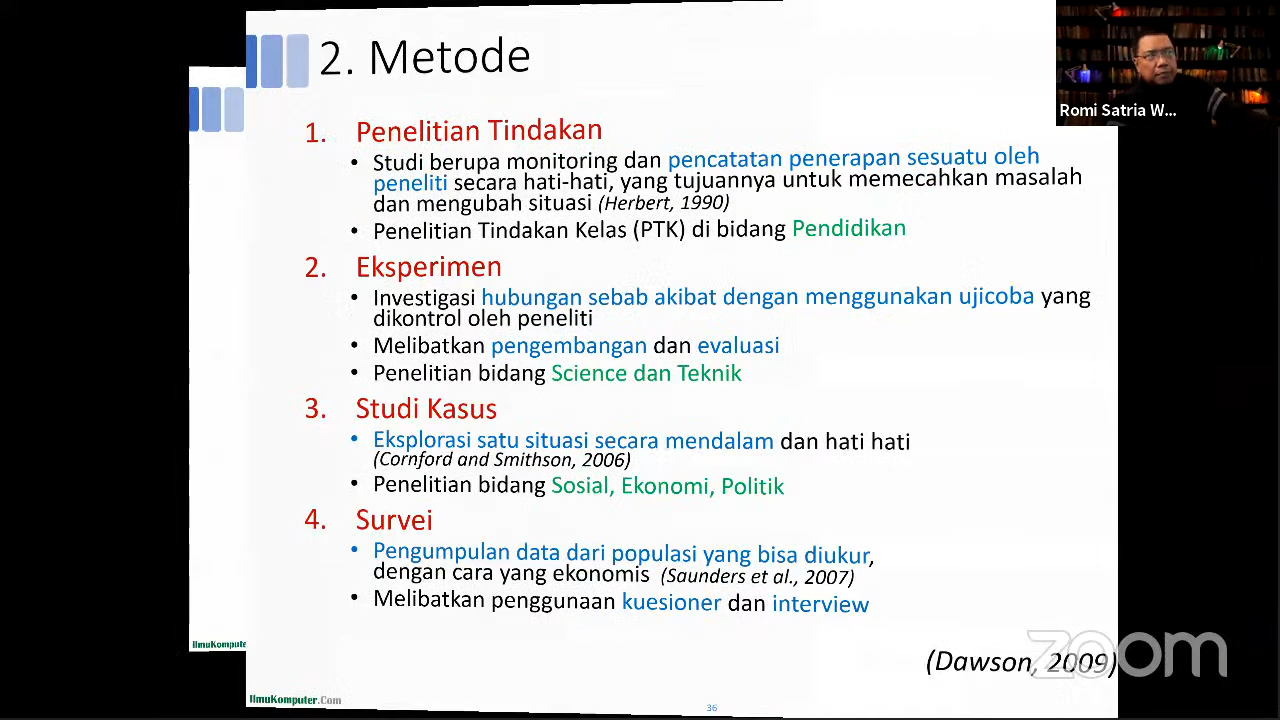 2. Metode
Romi Satria W...
1. Penelitian Tindakan
• Studi berupa monitoring dan pencatatan penerapan sesuatu oleh
peneliti secara hati-hati, yang tujuannya untuk memecahkan masalah
dan mengubah situasi (Herbert, 1990)
• Penelitian Tindakan Kelas (PTK) di bidang Pendidikan
2. Eksperimen
• Investigasi hubungan sebab akibat dengan menggunakan ujicoba yang
dikontrol oleh peneliti
• Melibatkan pengembangan dan evaluasi
• Penelitian bidang Science dan Teknik
3. Studi Kasus
• Eksplorasi satu situasi secara mendalam dan hati hati
(Cornford and Smithson, 2006)
• Penelitian bidang Sosial, Ekonomi, Politik
4. Survei
• Pengumpulan data dari populasi yang bisa diukur,
dengan cara yang ekonomis (Saunders et al., 2007)
• Melibatkan penggunaan kuesioner dan interview
(Dawson, 2009)
zoom
IlmuKompute
IlmuKomputer.Com
36